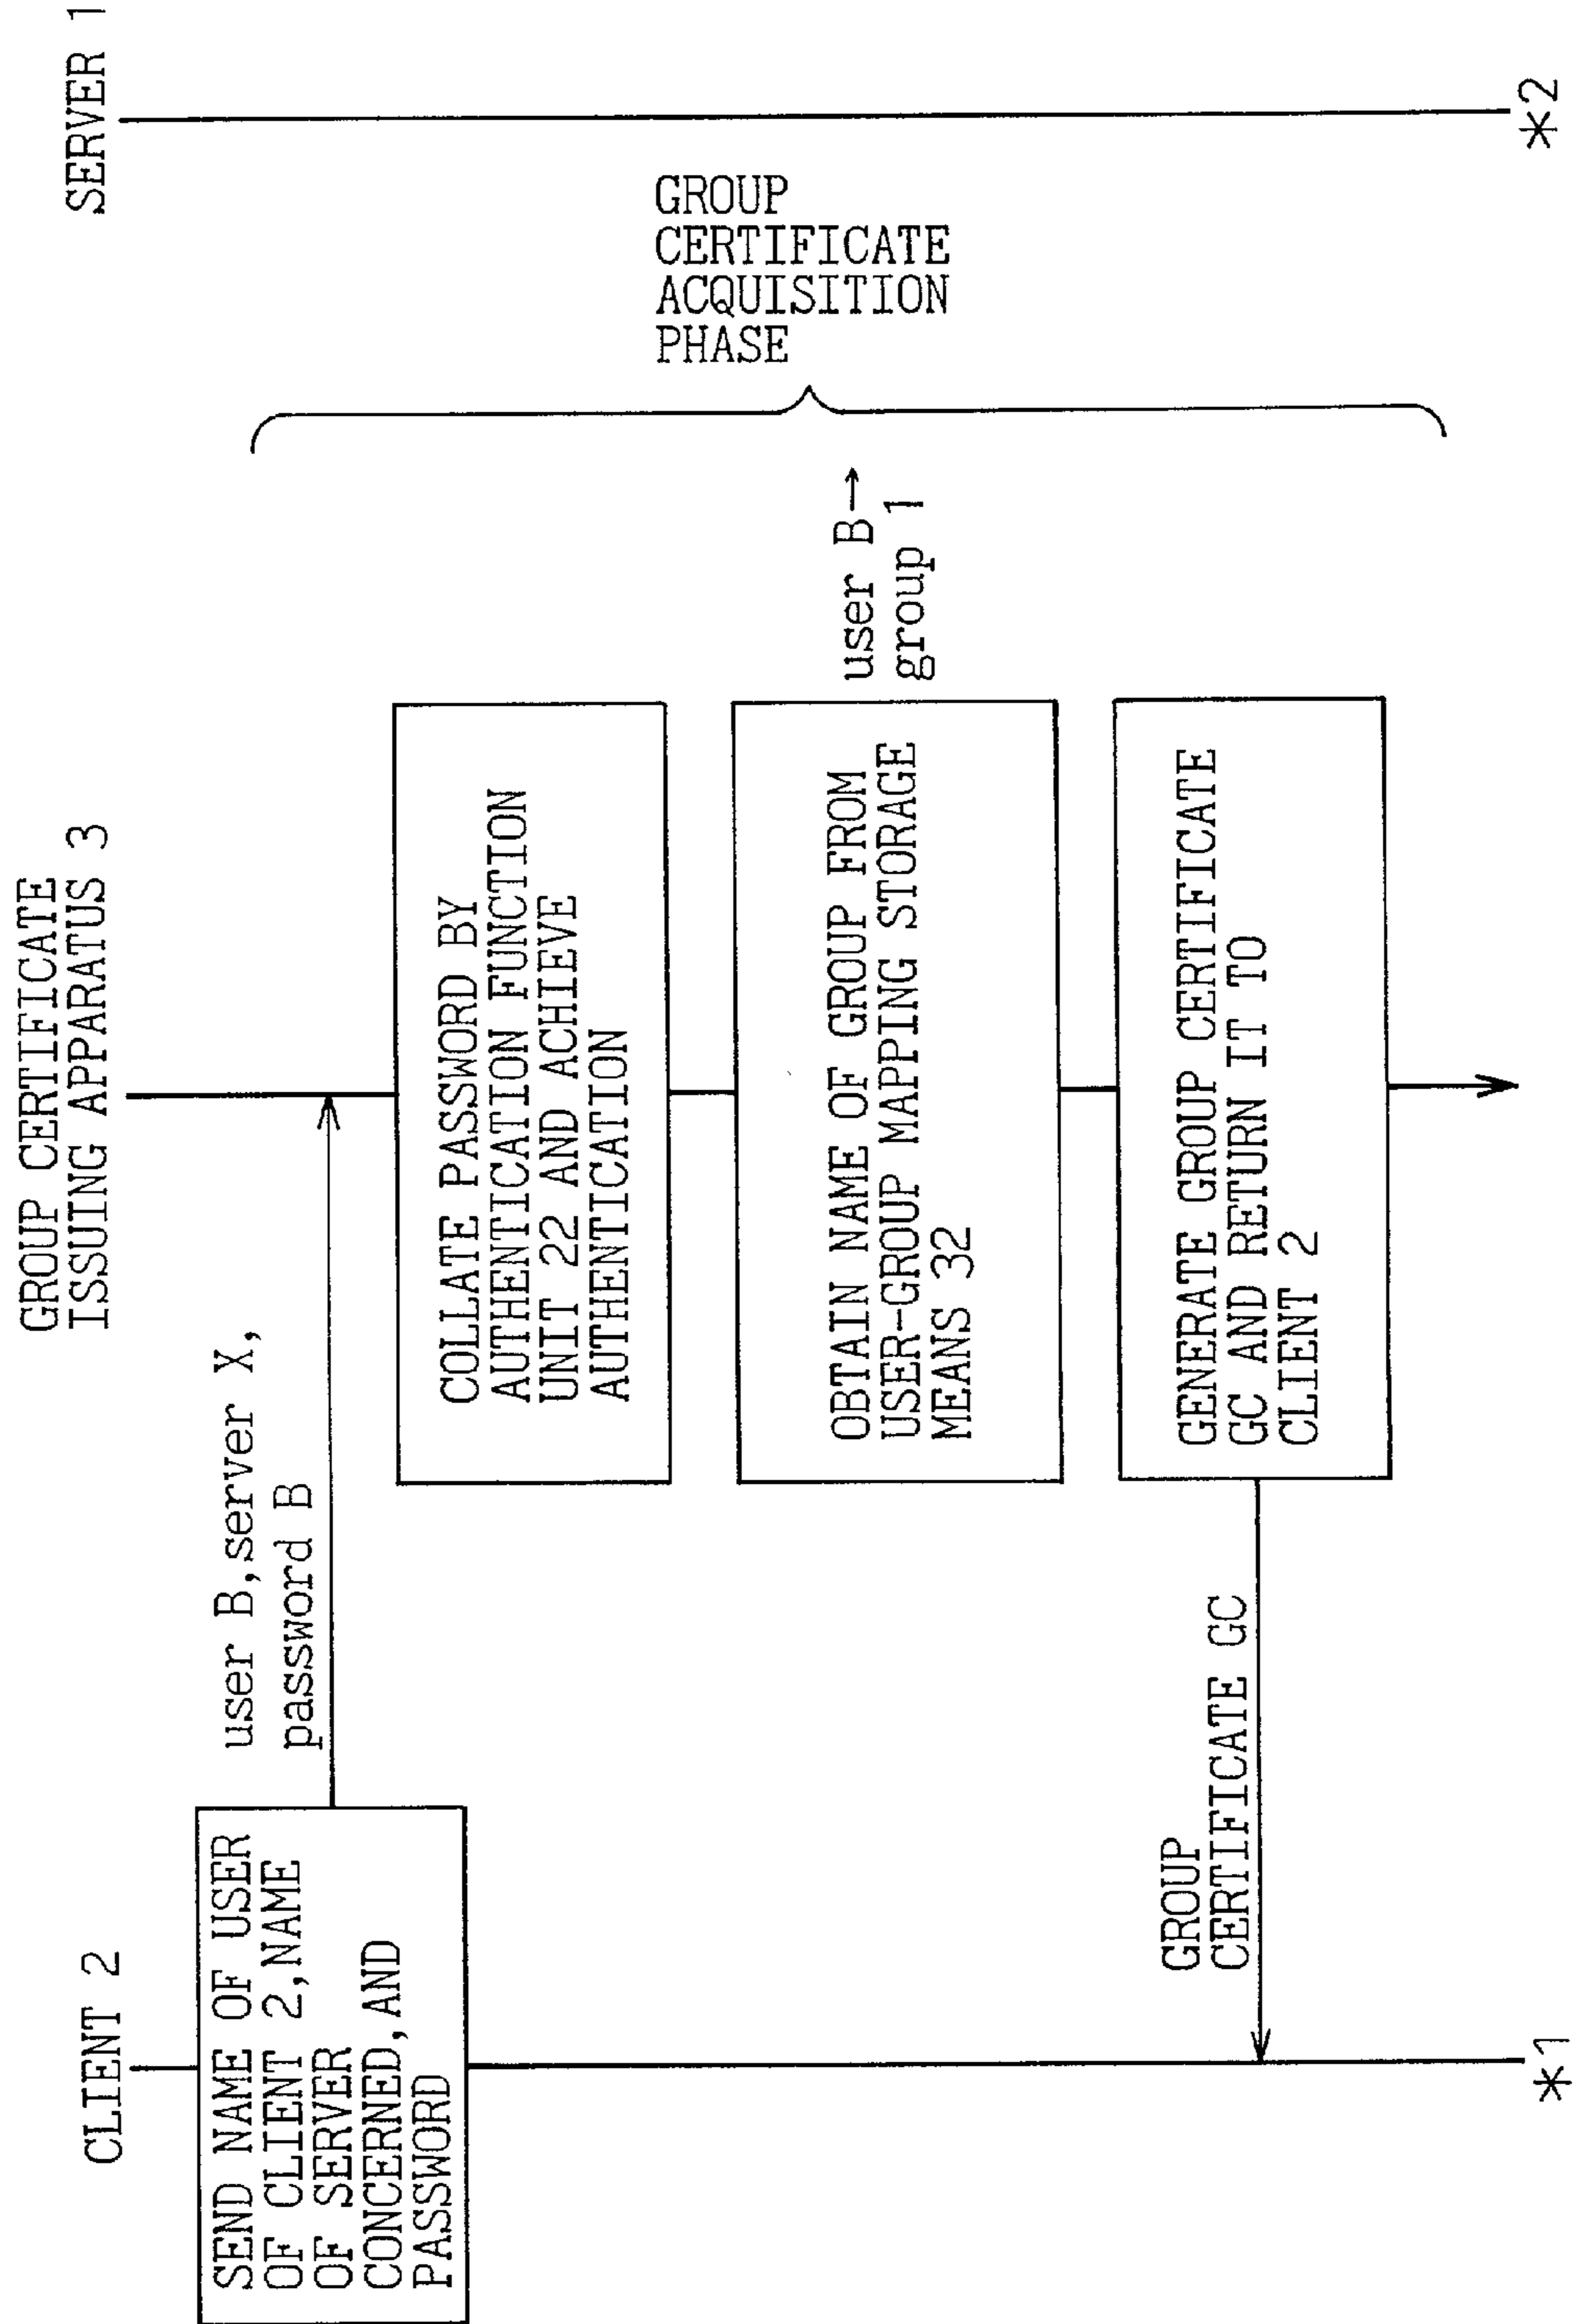 CLIENT 2
GROUP CERTIFICATE
ISSUING APPARATUS 3
SERVER 1
SEND NAME OF USER
OF CLIENT 2,NAME
OF SERVER
CONCERNED,AND
PASSWORD
user B,server X,
password B
COLLATE PASSWORD BY
AUTHENTICATION FUNCTION
UNIT 22 AND ACHIEVE
AUTHENTICATION
OBTAIN NAME OF GROUP FROM
USER-GROUP MAPPING STORAGE
MEANS 32
user B→
group 1
GROUP
CERTIFICATE
ACQUISITION
PHASE
GENERATE GROUP CERTIFICATE
GC AND RETURN IT TO
CLIENT 2
GROUP
CERTIFICATE GC
*1
*2